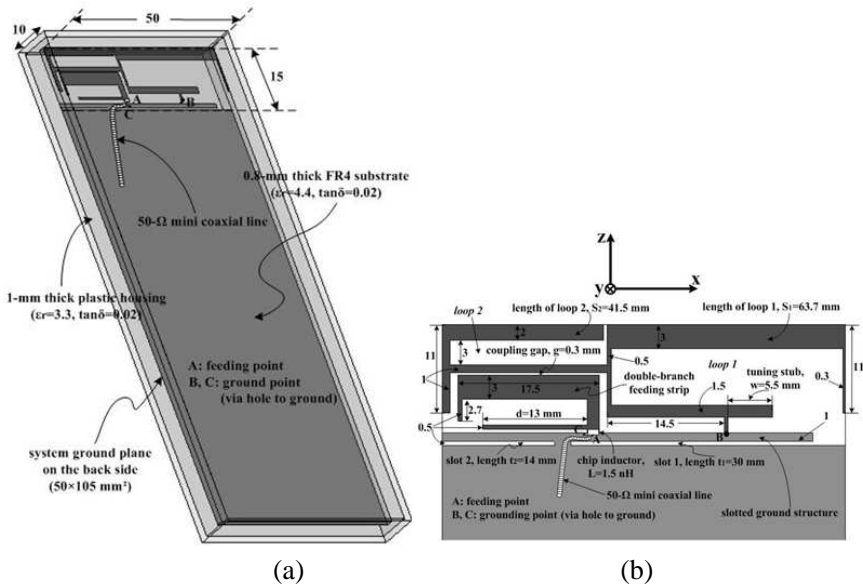 50
10
15
A
B
C
0.8-mm thick FR4 substrate
(εr=4.4, tanδ=0.02)
50-Ω mini coaxial line
1-mm thick plastic housing
(εr=3.3, tanδ=0.02)
A: feeding point
B, C: ground point
(via hole to ground)
system ground plane
on the back side
(50×105 mm²)
(a)
z
y
x
length of loop 2, S₂=41.5 mm
length of loop 1, S₁=63.7 mm
loop 2
2
3
3
11
11
coupling gap, g=0.3 mm
0.5
loop 1
tuning stub,
w=5.5 mm
0.3
double-branch
feeding strip
1
3
17.5
1.5
2.7
d=13 mm
14.5
0.5
1
A
B
slot 2, length t₂=14 mm
chip inductor,
L=1.5 nH
slot 1, length t₁=30 mm
50-Ω mini coaxial line
A: feeding point
B, C: grounding point (via hole to ground)
slotted ground structure
(b)